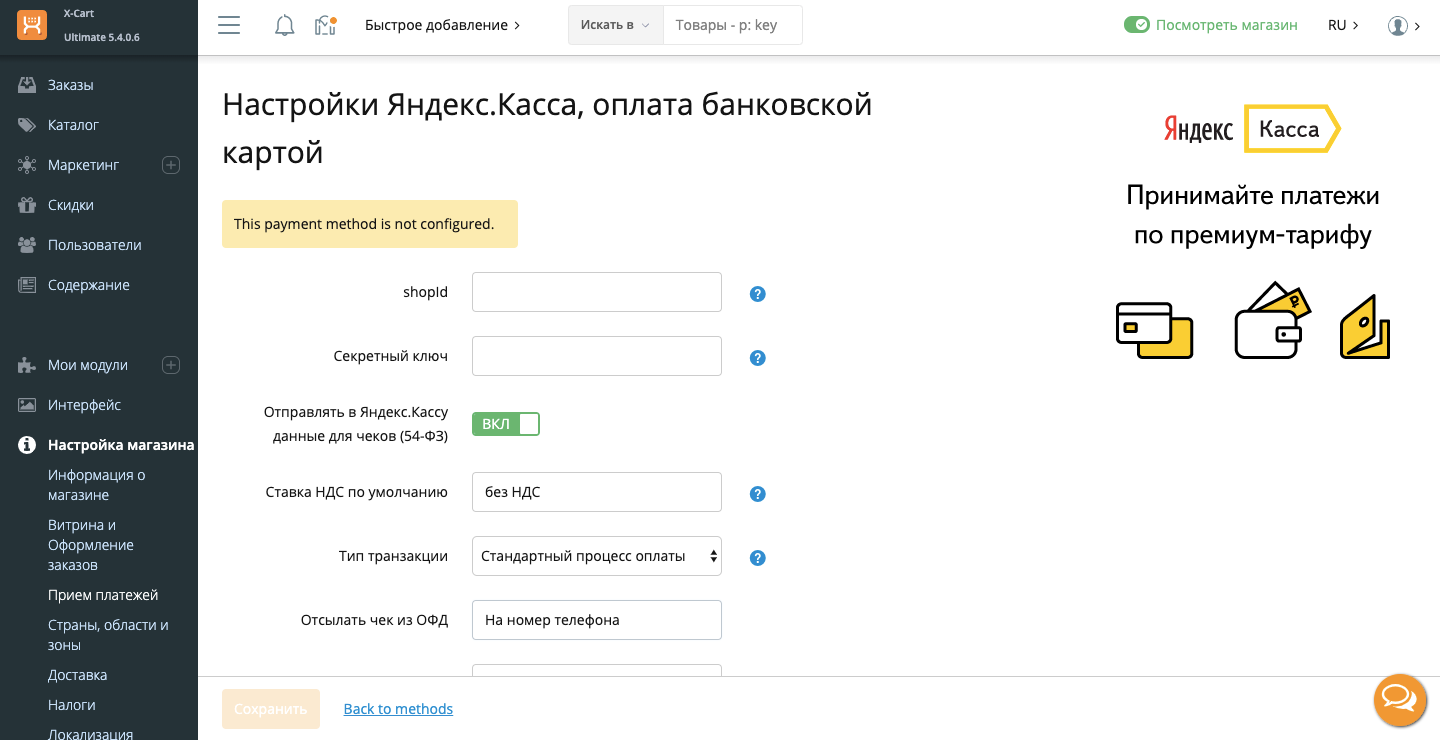 X-Cart
Ultimate 5.4.0.6
Быстрое добавление
Искать в
Товары - p: key
Посмотреть магазин
RU
Заказы
Каталог
Маркетинг
Скидки
Пользователи
Содержание
Мои модули
Интерфейс
Настройка магазина
Информация о
магазине
Витрина и
Оформление
заказов
Прием платежей
Страны, области и
зоны
Доставка
Налоги
Локализация
Настройки Яндекс.Касса, оплата банковской
картой
This payment method is not configured.
shopId
Секретный ключ
Отправлять в Яндекс.Кассу
данные для чеков (54-ФЗ)
ВКЛ
Ставка НДС по умолчанию
без НДС
Тип транзакции
Стандартный процесс оплаты
Отсылать чек из ОФД
На номер телефона
Сохранить
Back to methods
Яндекс Касса
Принимайте платежи
по премиум-тарифу